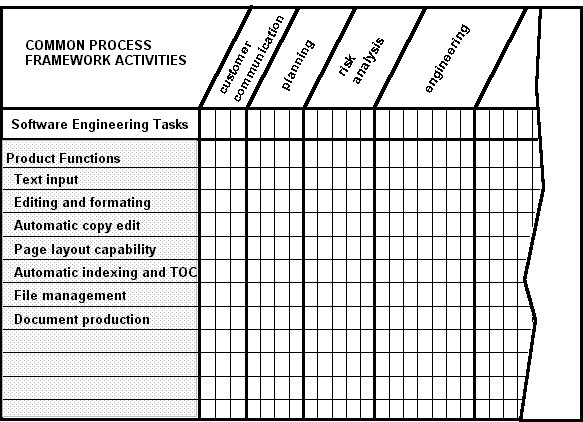 COMMON PROCESS
FRAMEWORK ACTIVITIES
customer
communication
planning
risk
analysis
engineering
Software Engineering Tasks
Product Functions
Text input
Editing and formating
Automatic copy edit
Page layout capability
Automatic indexing and TOC
File management
Document production